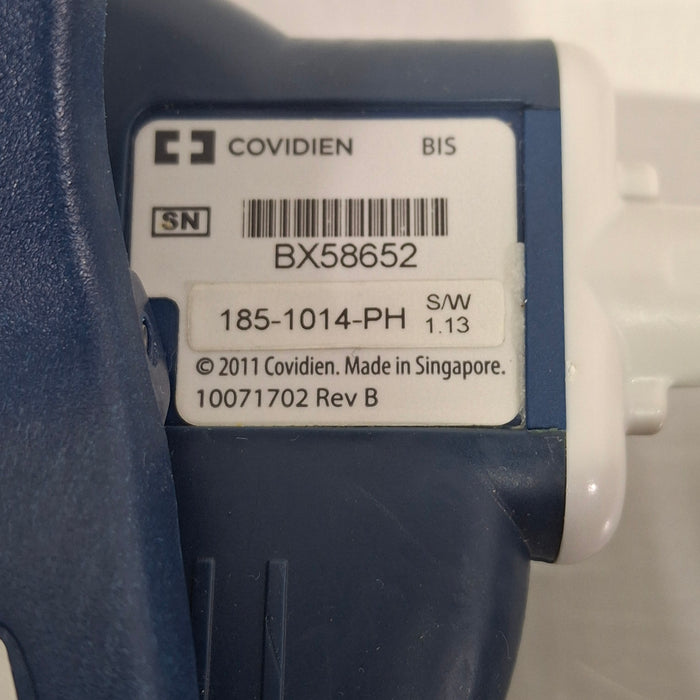 COVIDIEN BIS
SN
BX58652
185-1014-PH S/W 1.13
© 2011 Covidien. Made in Singapore.
10071702 Rev B